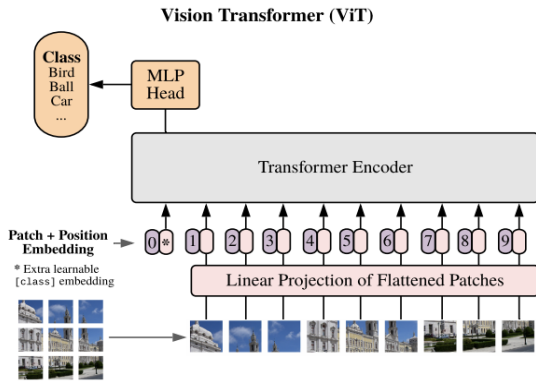 Vision Transformer (ViT)
Class
Bird
Ball
Car
...
MLP
Head
Transformer Encoder
Patch + Position
Embedding
0 * 1 2 3 4 5 6 7 8 9
* Extra learnable
[class] embedding
Linear Projection of Flattened Patches